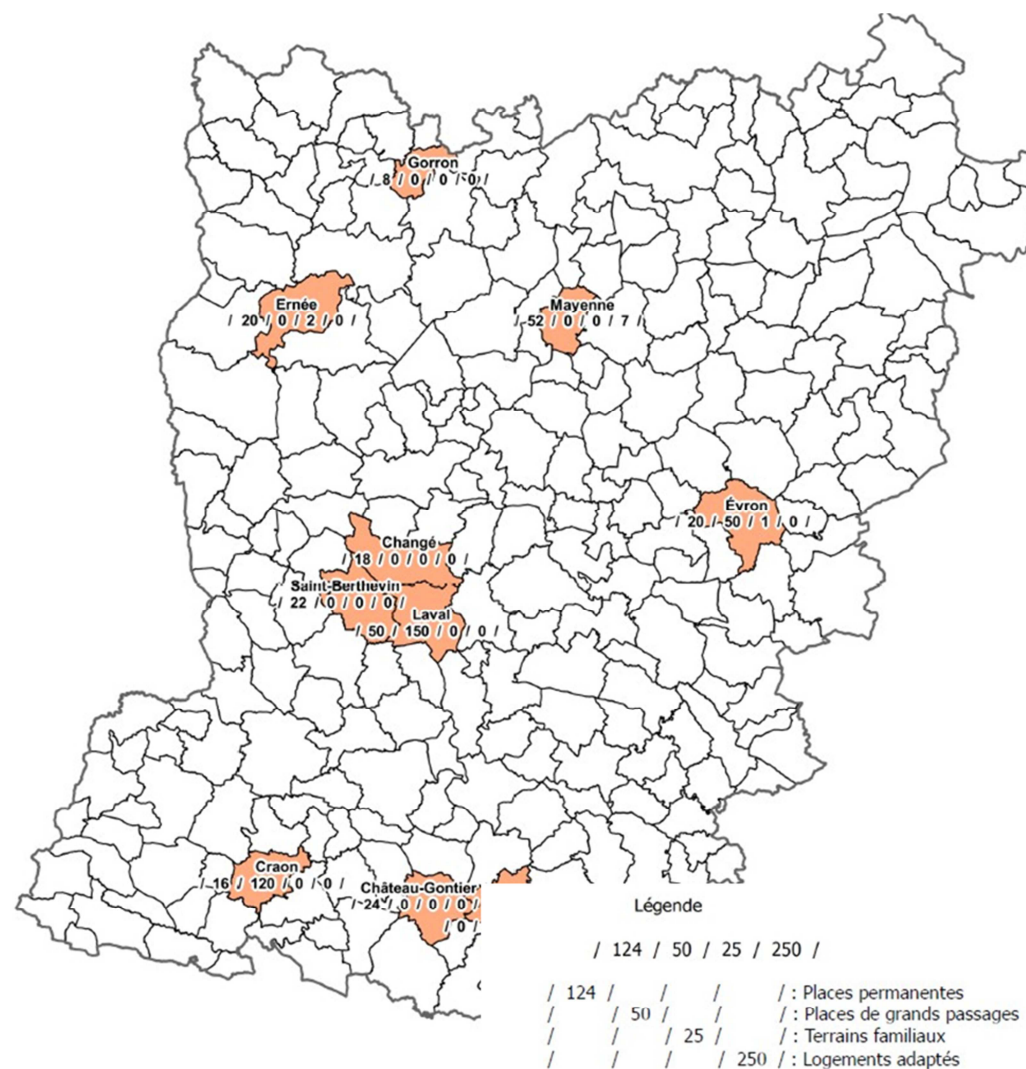 Gorron
/ 8 / 0 / 0 / 0 /
Ernée
/ 20 / 0 / 2 / 0 /
Mayenne
/ 52 / 0 / 0 / 7 /
Évron
/ 20 / 50 / 1 / 0 /
Changé
/ 18 / 0 / 0 / 0 /
Saint-Berthevin
/ 22 / 0 / 0 / 0 /
Laval
/ 50 / 150 / 0 / 0 /
Craon
/ 16 / 120 / 0 / 0 /
Château-Gontier
/ 24 / 0 / 0 / 0 /
/ 0 /
Légende
/ 124 / 50 / 25 / 250 /
/ 124 / / / / : Places permanentes
/ / 50 / / / : Places de grands passages
/ / / 25 / / : Terrains familiaux
/ / / / 250 / : Logements adaptés